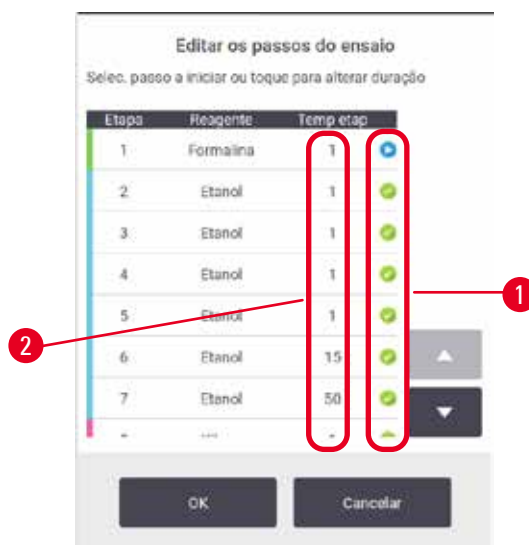 Editar os passos do ensaio
Selec. passo a iniciar ou toque para alterar duração
Etapa Reagente Temp etap
1 Formalina 1
2 Etanol 1
3 Etanol 1
4 Etanol 1
5 Etanol 1
6 Etanol 15
7 Etanol 50
OK Cancelar
1
2